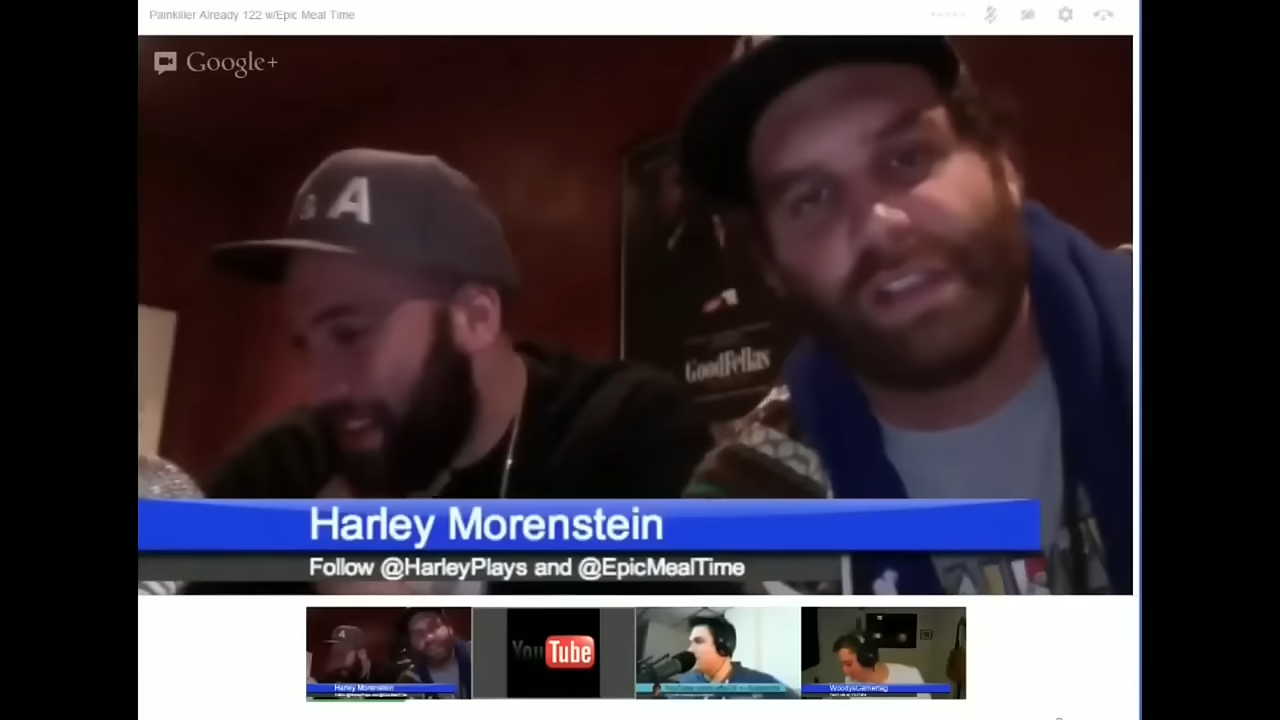 Painkiller Already 122 w/Epic Meal Time
Google+
& A
GoodFellas
Harley Morenstein
Follow @HarleyPlays and @EpicMealTime
A
YouTube
Harley Morenstein
WoodysGamertag